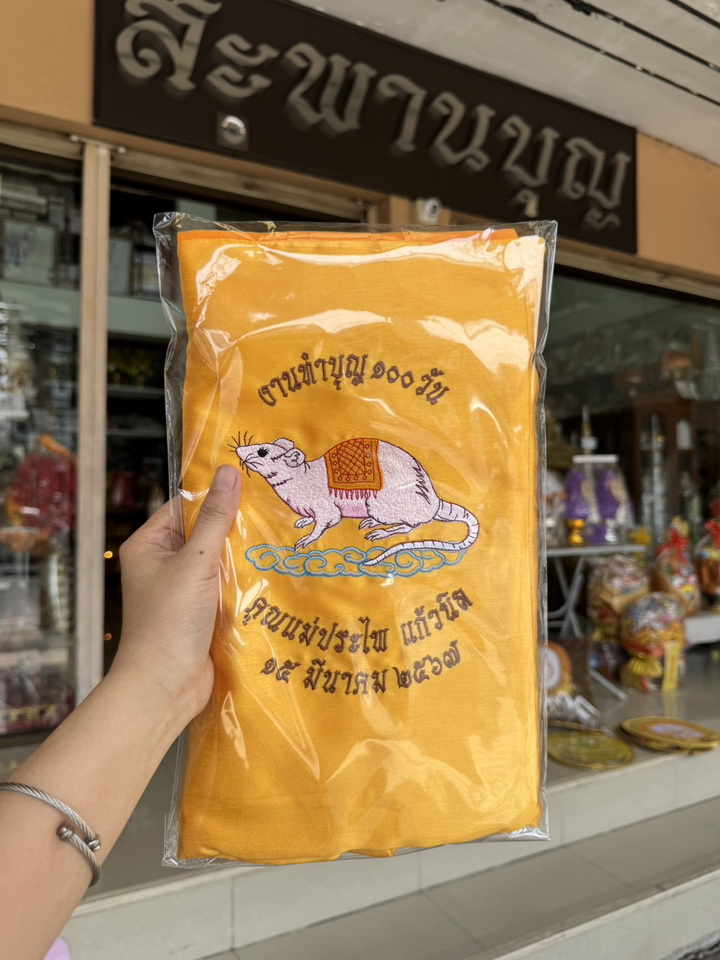 สะพานบุญ
งานทำบุญ ๑๐๐ วัน
คุณแม่ประไพ แก้วนิล
๑๕ มีนาคม ๒๕๖๗